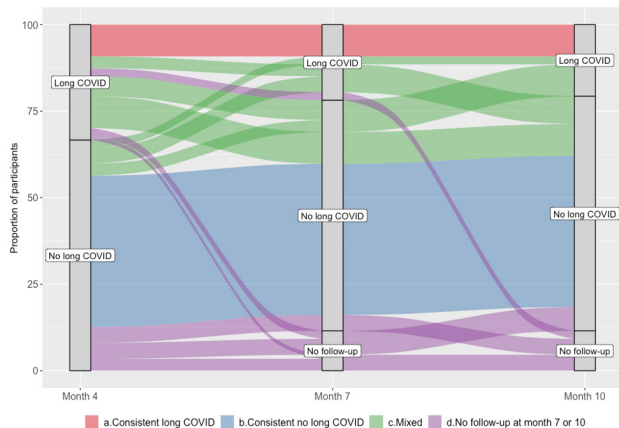 100
75
50
25
0
Proportion of participants
Long COVID
No long COVID
Long COVID
No long COVID
No follow-up
Long COVID
No long COVID
No follow-up
Month 4
Month 7
Month 10
a.Consistent long COVID
b.Consistent no long COVID
c.Mixed
d.No follow-up at month 7 or 10